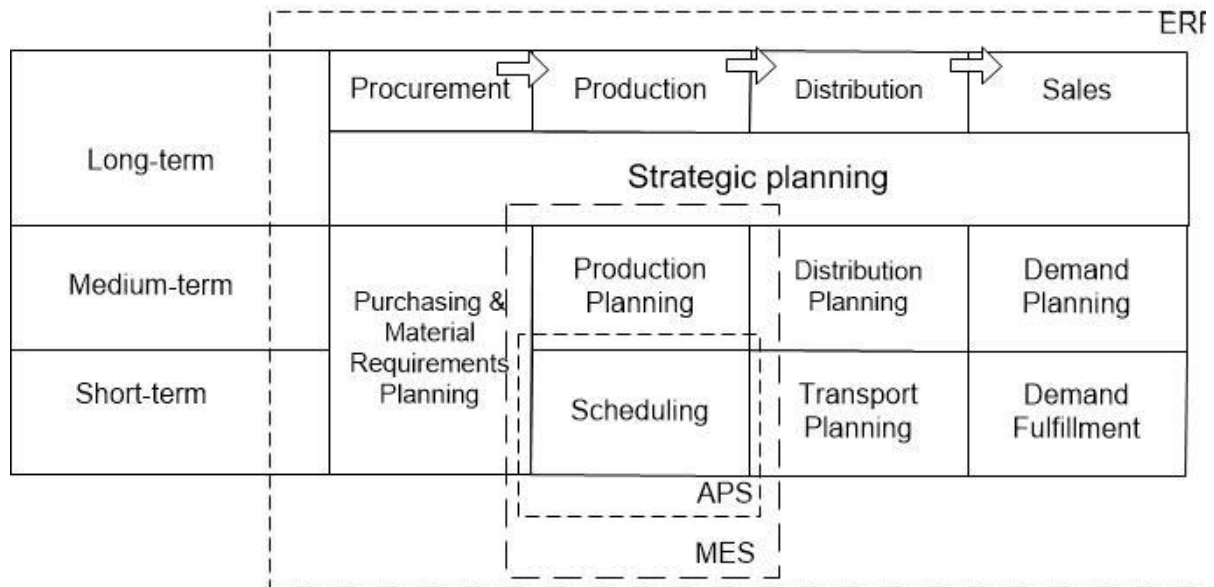 ERP
Procurement
Production
Distribution
Sales
Long-term
Strategic planning
Medium-term
Purchasing &
Material
Requirements
Planning
Production
Planning
Distribution
Planning
Demand
Planning
Short-term
Scheduling
Transport
Planning
Demand
Fulfillment
APS
MES